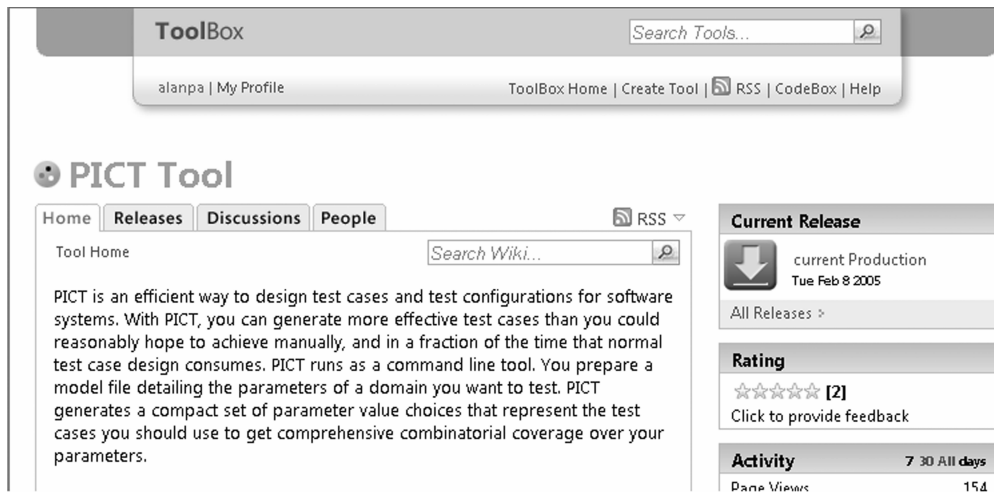 ToolBox
Search Tools...
alanpa | My Profile
ToolBox Home | Create Tool | RSS | CodeBox | Help
PICT Tool
Home Releases Discussions People
RSS
Tool Home
Search Wiki...
PICT is an efficient way to design test cases and test configurations for software
systems. With PICT, you can generate more effective test cases than you could
reasonably hope to achieve manually, and in a fraction of the time that normal
test case design consumes. PICT runs as a command line tool. You prepare a
model file detailing the parameters of a domain you want to test. PICT
generates a compact set of parameter value choices that represent the test
cases you should use to get comprehensive combinatorial coverage over your
parameters.
Current Release
current Production
Tue Feb 8 2005
All Releases >
Rating
[2]
Click to provide feedback
Activity 7 30 All days
Page Views 154